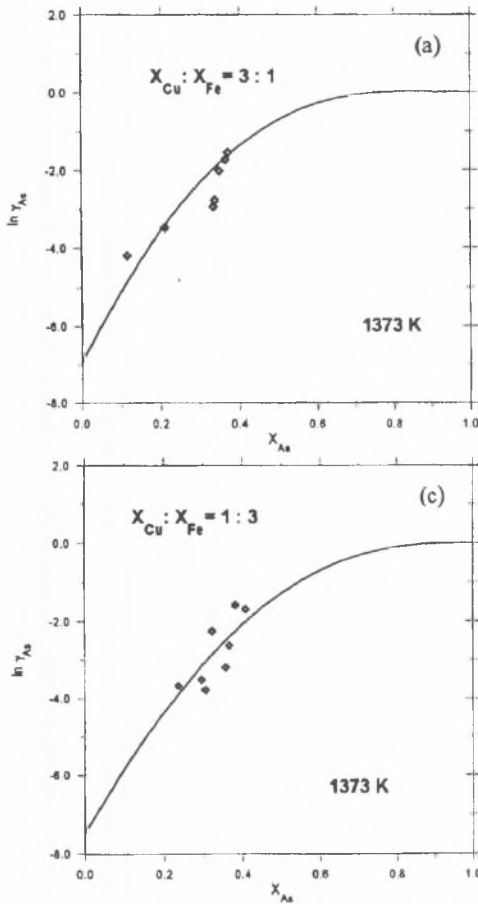 2.0
(a)
X_Cu : X_Fe = 3 : 1
0.0
-2.0
ln γ_As
-4.0
1373 K
-6.0
-8.0
0.0 0.2 0.4 0.6 0.8 1.0
X_As
2.0
(c)
X_Cu : X_Fe = 1 : 3
0.0
-2.0
ln γ_As
-4.0
1373 K
-6.0
-8.0
0.0 0.2 0.4 0.6 0.8 1.0
X_As